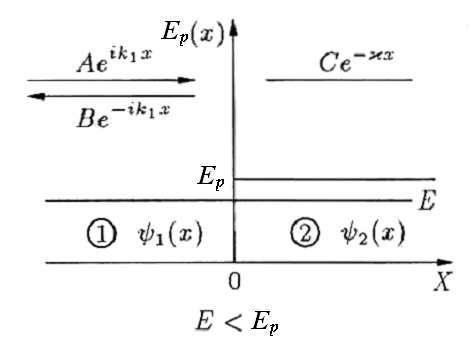 E_p(x)
Ae^{ik_1x} Ce^{-ϰx}
Be^{-ik_1x}
E_p
E
① ψ_1(x) ② ψ_2(x)
0 X
E < E_p